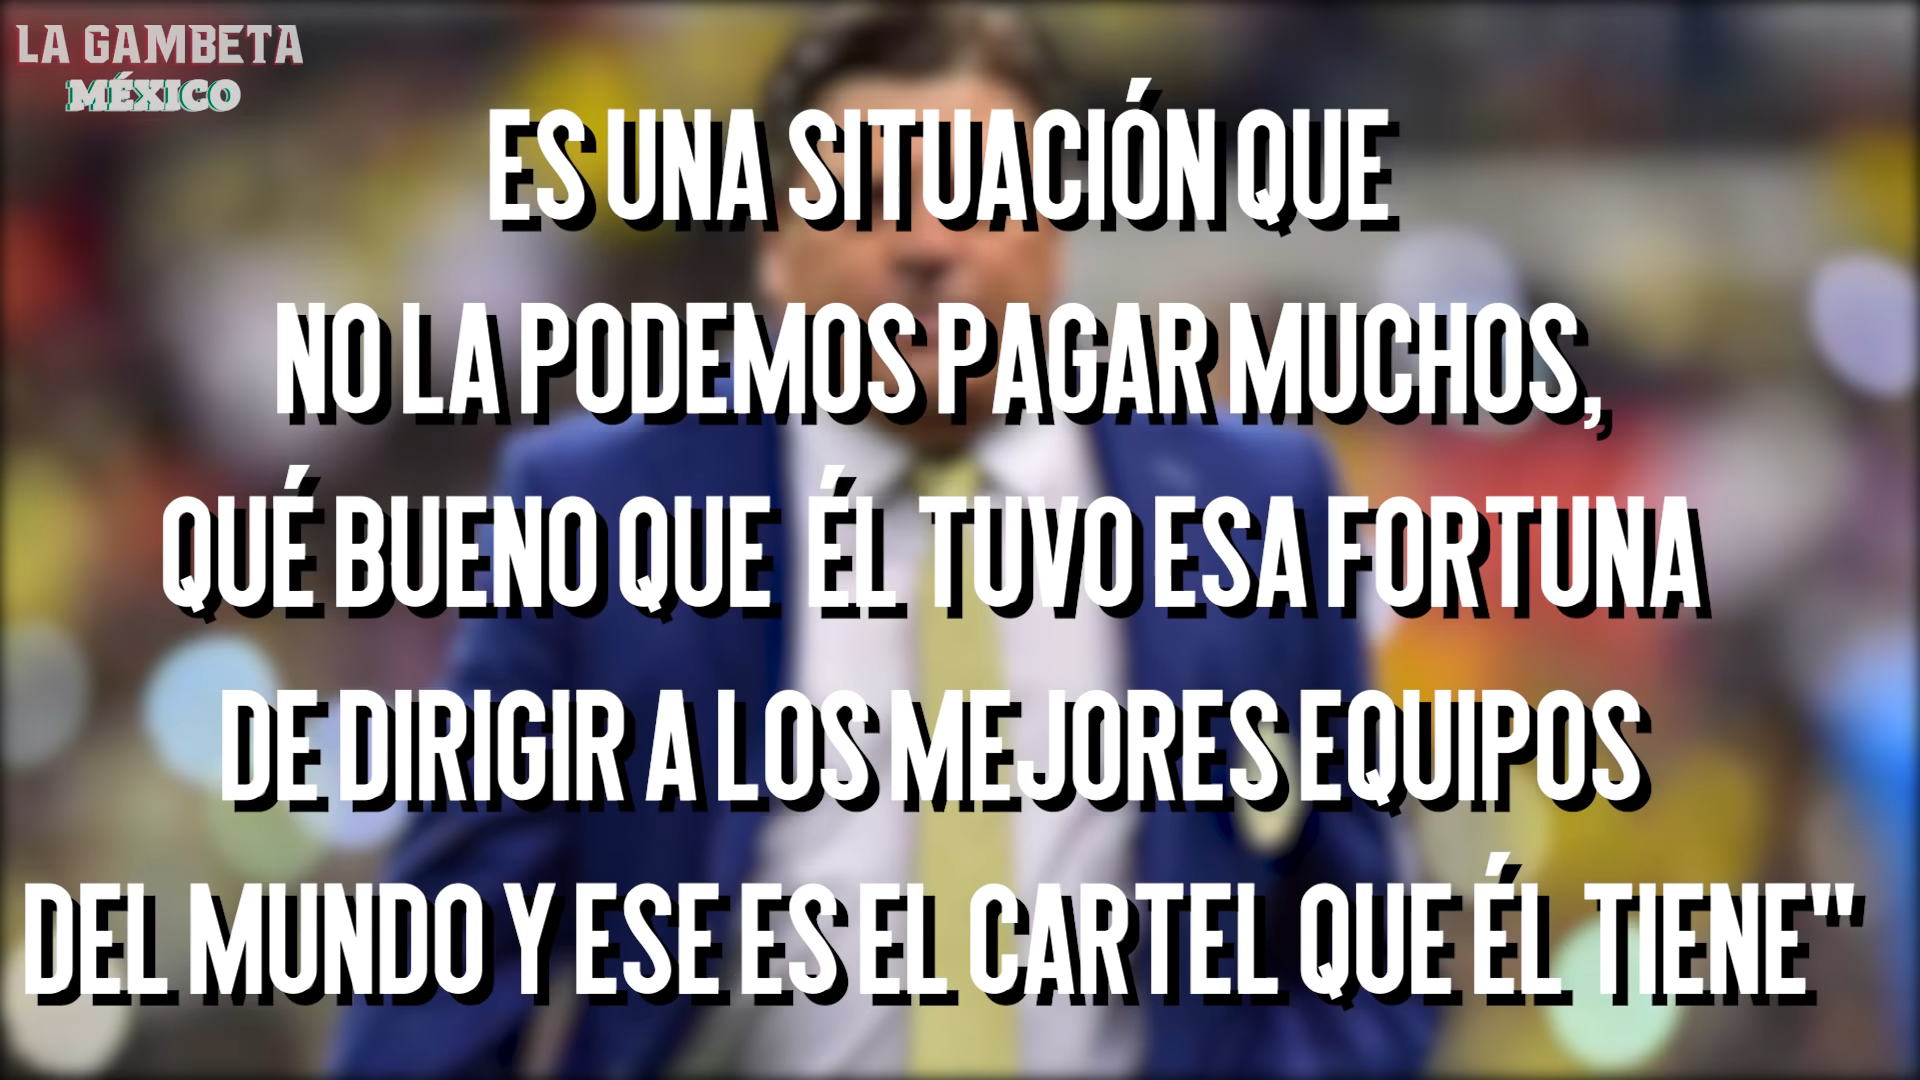 LA GAMBETA
MÉXICO
ES UNA SITUACIÓN QUE
NO LA PODEMOS PAGAR MUCHOS,
QUÉ BUENO QUE ÉL TUVO ESA FORTUNA
DE DIRIGIR A LOS MEJORES EQUIPOS
DEL MUNDO Y ESE ES EL CARTEL QUE ÉL TIENE"